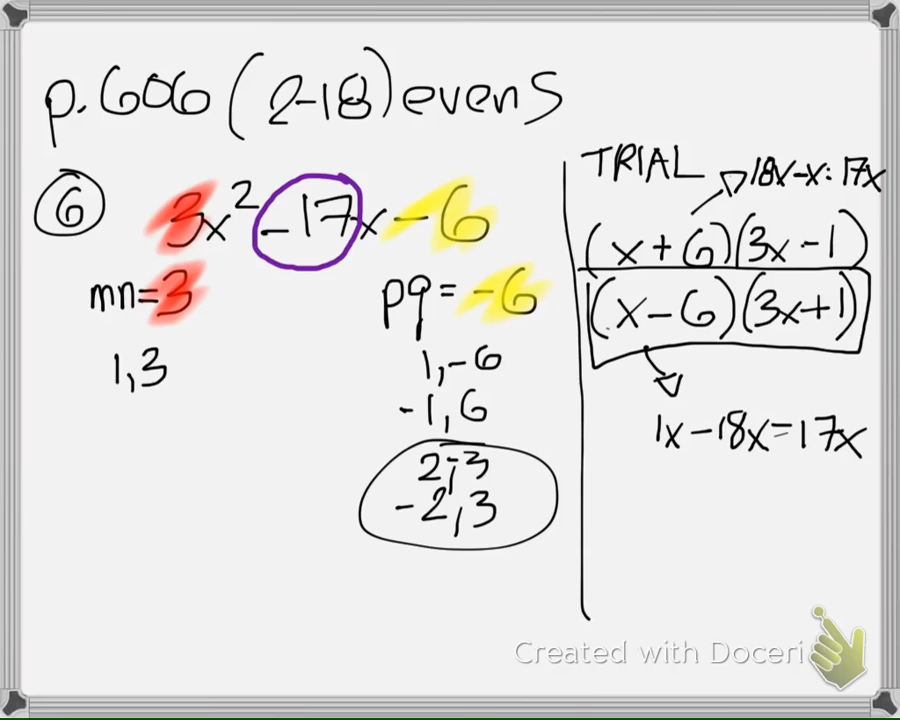 p.606 (2-18) evens
⑥ 3x² -17x -6
mn=3
1,3
pq = -6
1,-6
-1,6
2,-3
-2,3
TRIAL
18x-x: 17x
(x+6)(3x-1)
(x-6)(3x+1)
1x-18x=17x
Created with Doceri